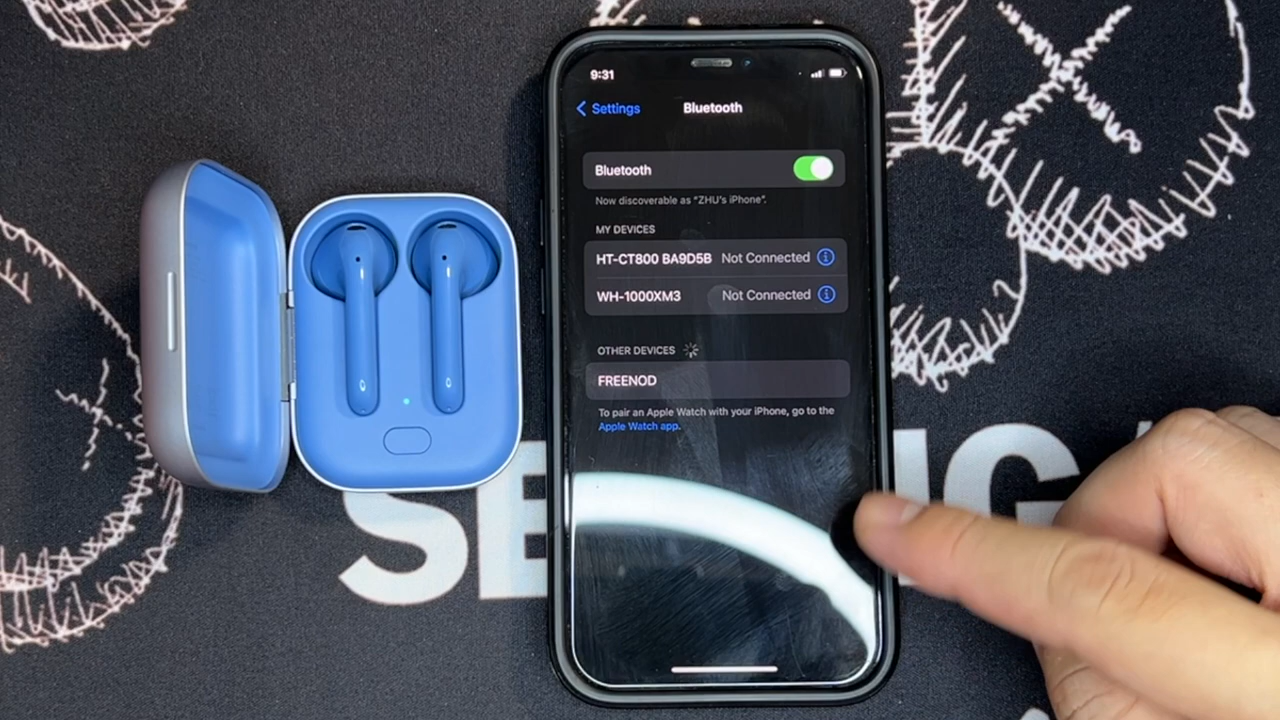 9:31
Settings
Bluetooth
Bluetooth
Now discoverable as "ZHU's iPhone".
MY DEVICES
HT-CT800 BA9D5B Not Connected
WH-1000XM3 Not Connected
OTHER DEVICES
FREENOD
To pair an Apple Watch with your iPhone, go to the
Apple Watch app.